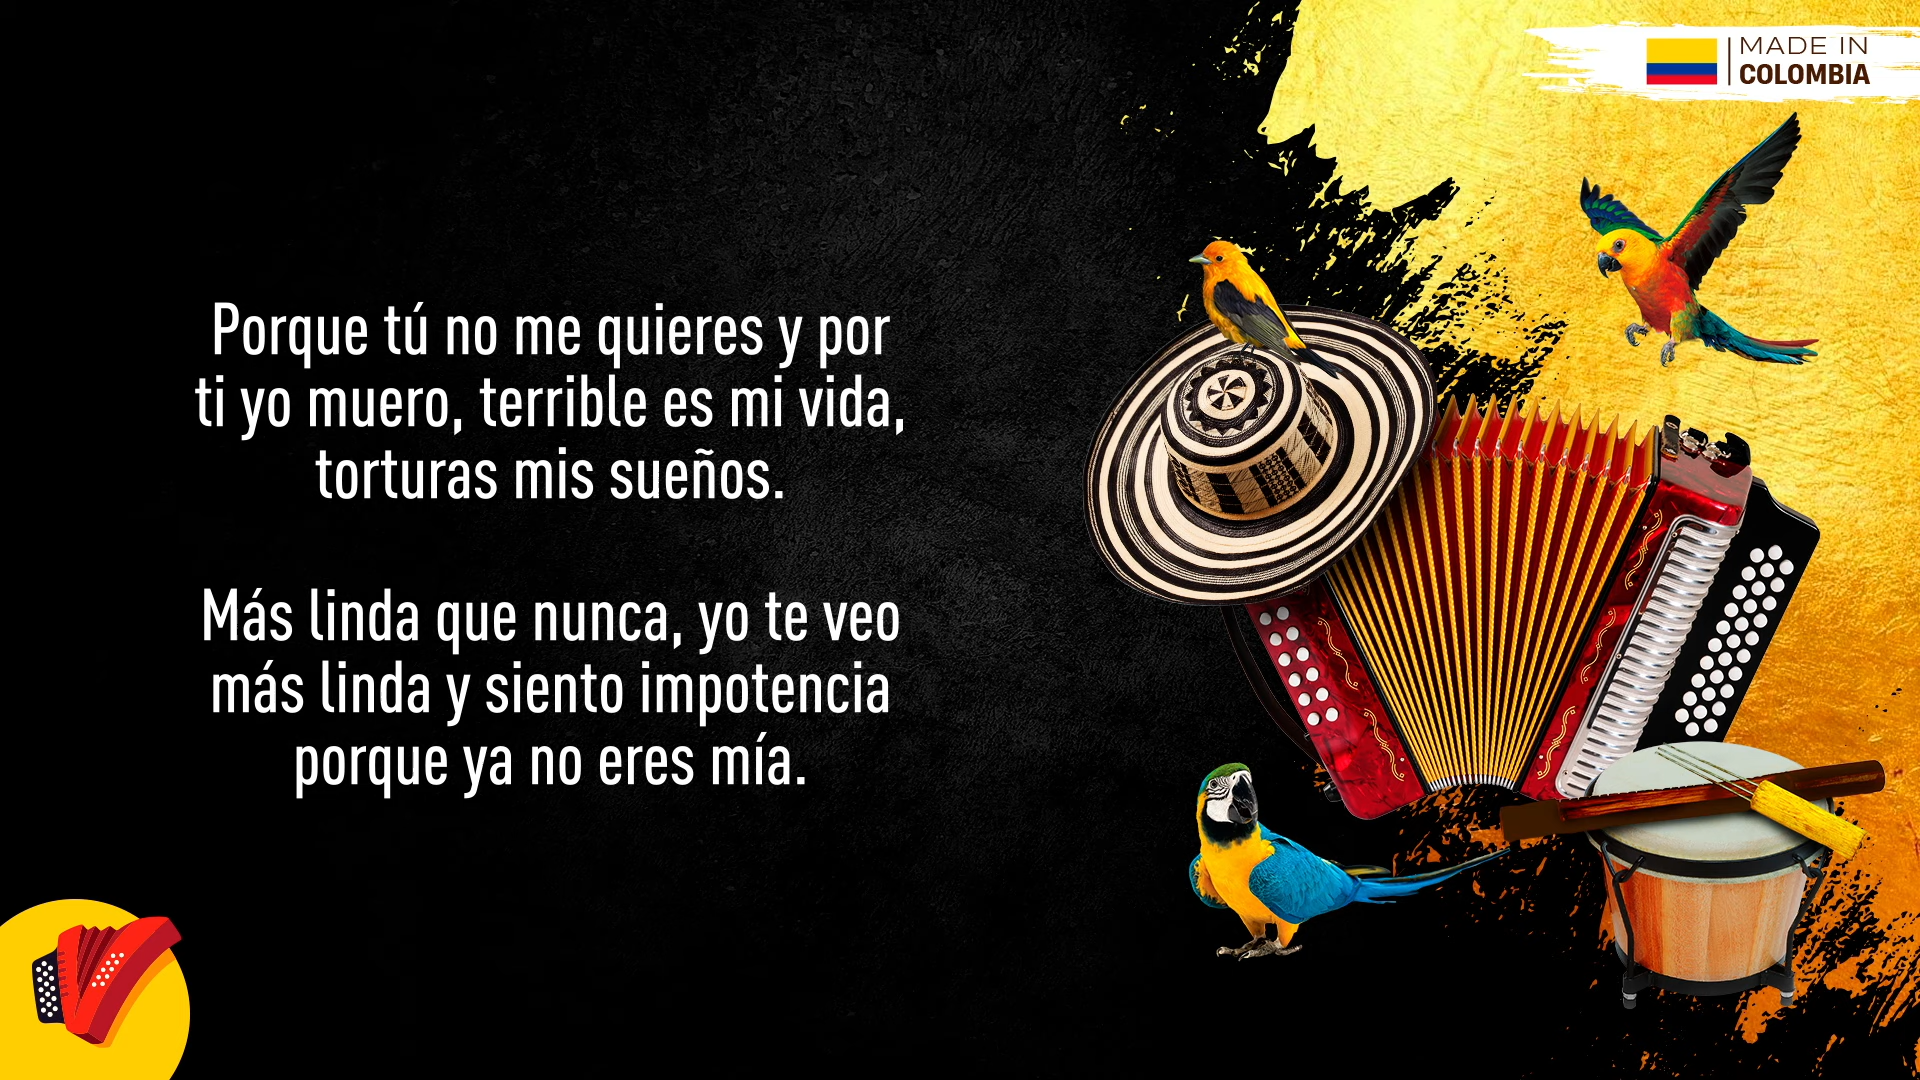 MADE IN
COLOMBIA
Porque tú no me quieres y por
ti yo muero, terrible es mi vida,
torturas mis sueños.
Más linda que nunca, yo te veo
más linda y siento impotencia
porque ya no eres mía.